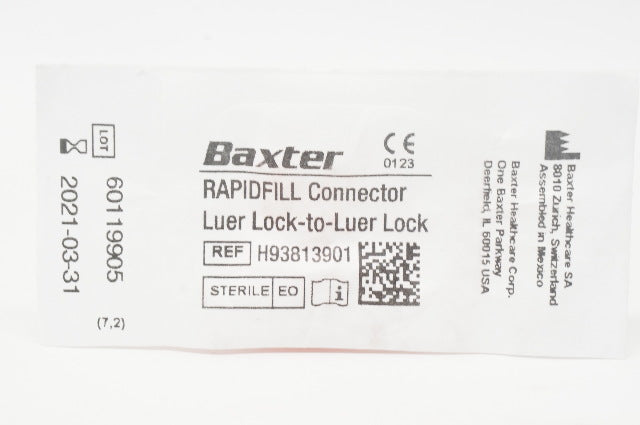 LOT
60119905
2021-03-31
(7,2)
Baxter
CE
0123
RAPIDFILL Connector
Luer Lock-to-Luer Lock
REF H93813901
STERILE EO
i
Baxter Healthcare SA
8010 Zurich, Switzerland
Assembled in Mexico
Baxter Healthcare Corp.
One Baxter Parkway
Deerfield, IL 60015 USA